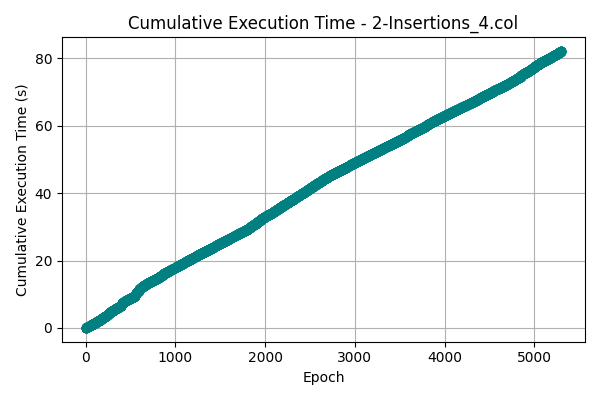 Cumulative Execution Time - 2-Insertions_4.col
Cumulative Execution Time (s)
80
60
40
20
0
0 1000 2000 3000 4000 5000
Epoch